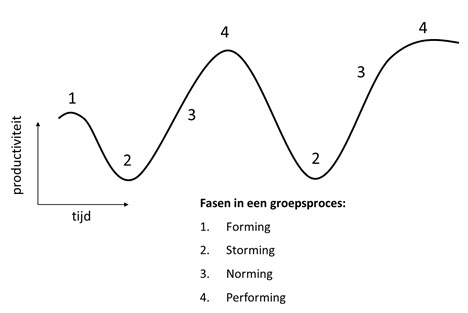 4
4
1
3
3
2
2
productiviteit
tijd
Fasen in een groepsproces:
1. Forming
2. Storming
3. Norming
4. Performing